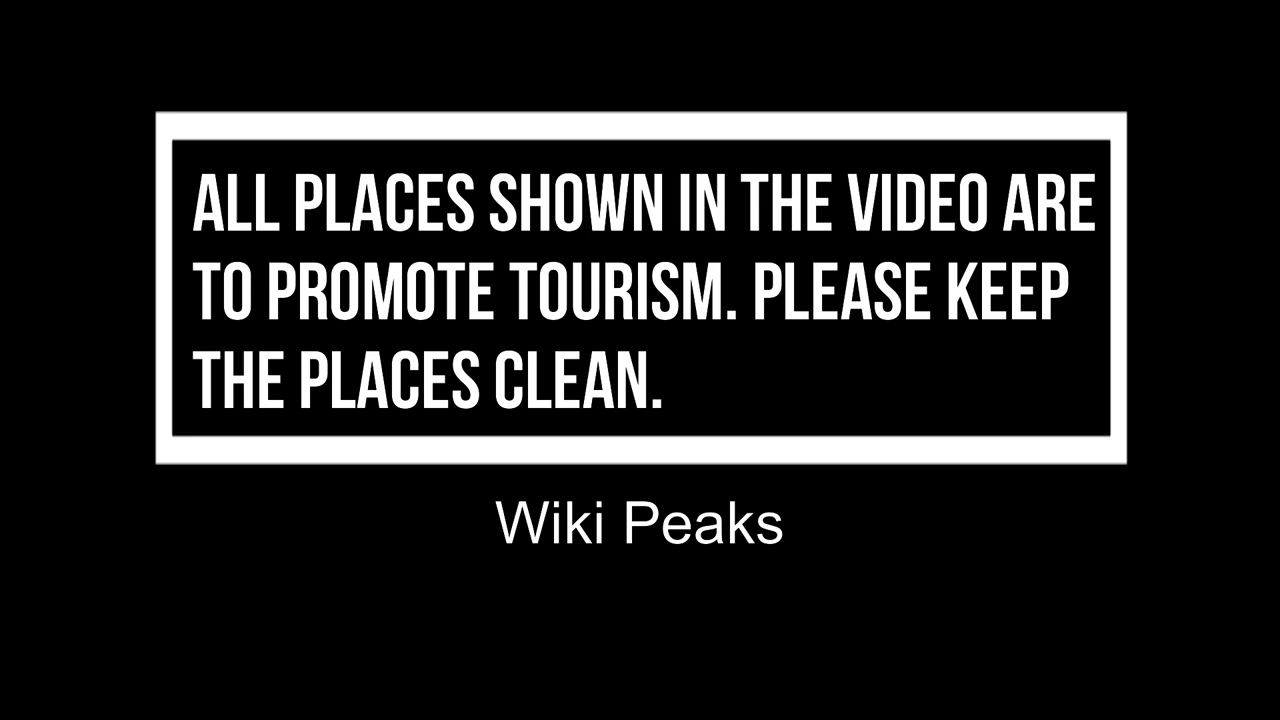 ALL PLACES SHOWN IN THE VIDEO ARE
TO PROMOTE TOURISM. PLEASE KEEP
THE PLACES CLEAN.
Wiki Peaks